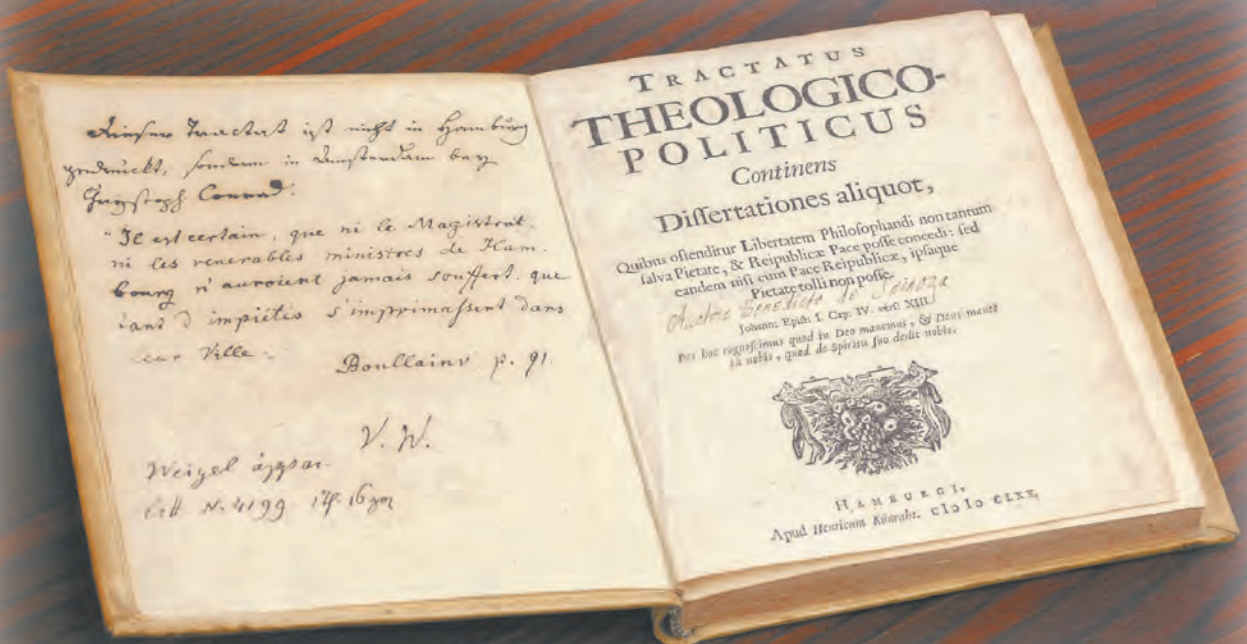 Dieser Tractat ist nicht in Hamburg
gedruckt, sondern in Amsterdam bey
Christoph Conrad.
"Il est certain, que ni le Magistrat.
ni les venerables ministres de Ham-
bourg n'auroient jamais souffert. que
tant d'impiétés s'imprimassent dans
leur Ville."
Boullainv p. 91.
V. W.
Weigel
N. 4199
TRACTATUS
THEOLOGICO-
POLITICUS
Continens
Dissertationes aliquot,
Quibus ostenditur Libertatem Philosophandi non tantum
salva Pietate, & Reipublicæ Pace posse concedi: sed
eandem nisi cum Pace Reipublicæ, ipsaque
Pietate tolli non posse.
Auctore Benedicto de Spinoza
Johann: Epist: I. Cap: IV. vers: XIII.
Per hoc cognoscimus quod in Deo manemus, & Deus manet
in nobis, quod de Spiritu suo dedit nobis.
HAMBURGI,
Apud Henricum Künraht. CIↃ IↃ CLXX.